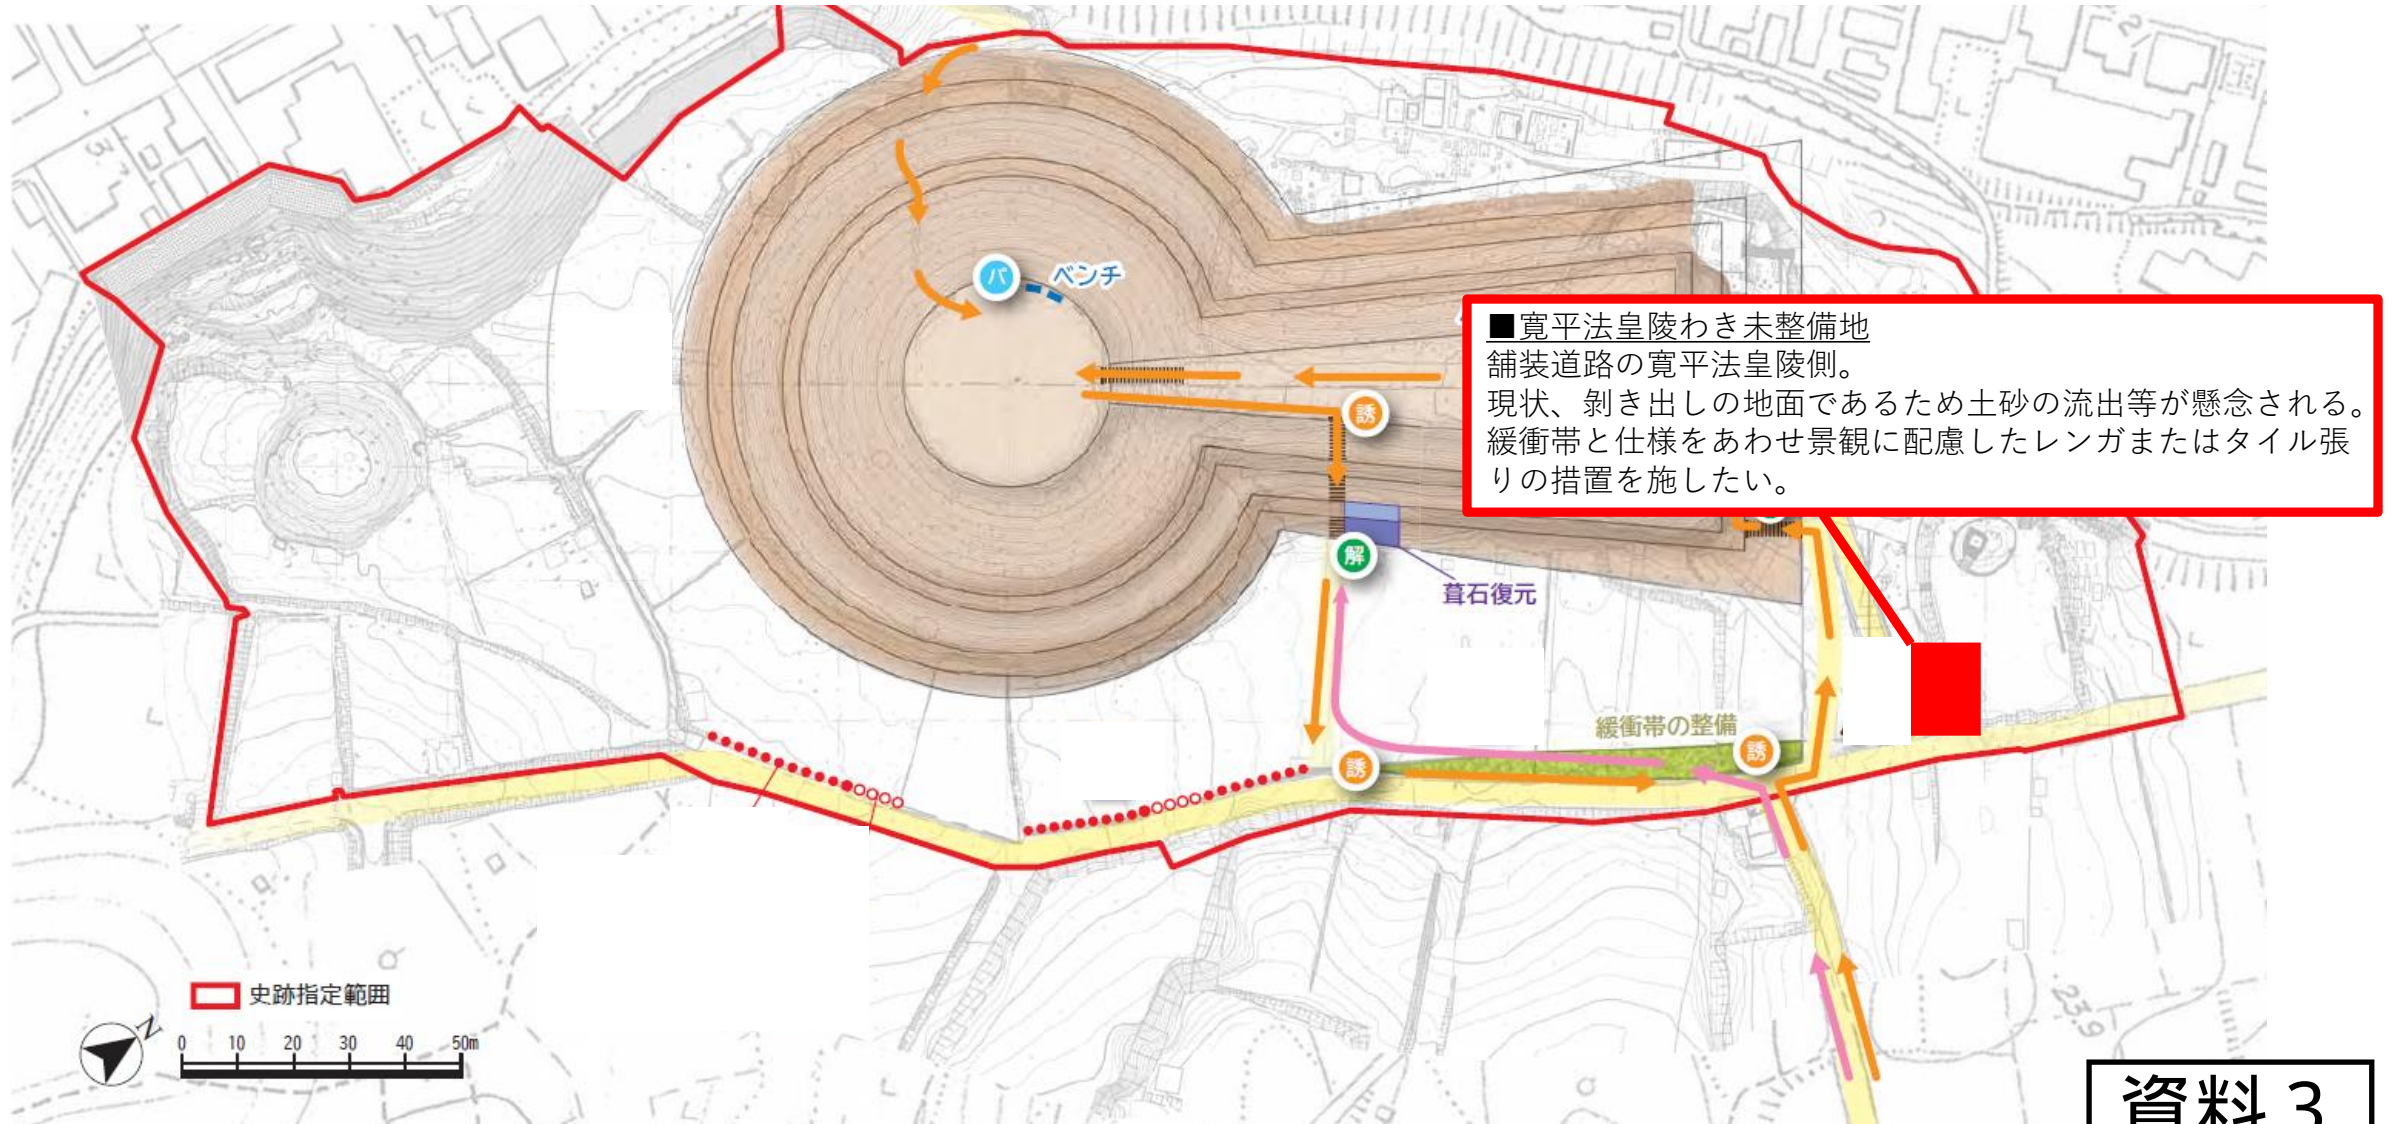 パ
ベンチ
■寛平法皇陵わき未整備地
舗装道路の寛平法皇陵側。
現状、剝き出しの地面であるため土砂の流出等が懸念される。
緩衝帯と仕様をあわせ景観に配慮したレンガまたはタイル張
りの措置を施したい。
誘
解
葺石復元
緩衝帯の整備
誘
誘
史跡指定範囲
N
0 10 20 30 40 50m
23.9
資料3